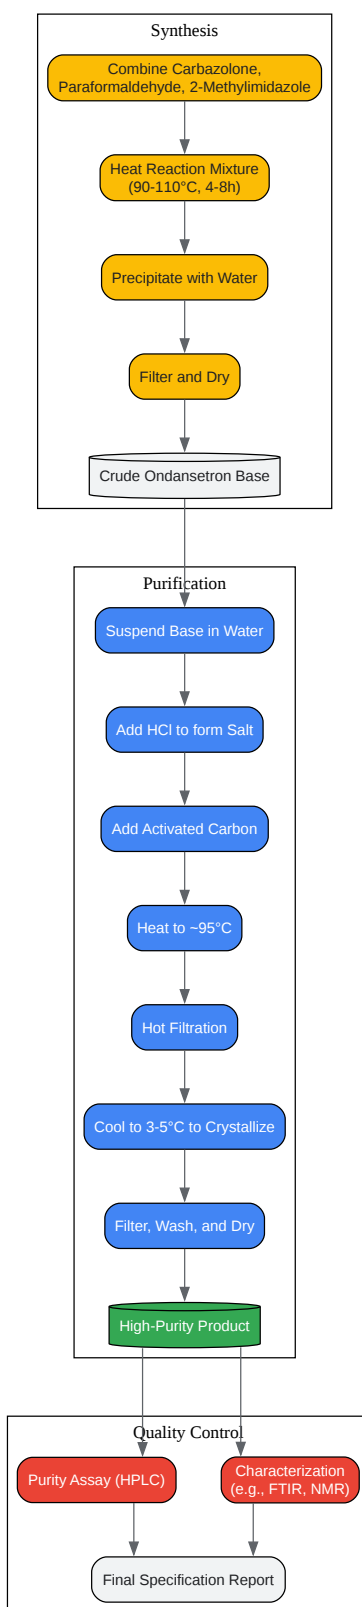 Synthesis
Combine Carbazolone,
Paraformaldehyde, 2-Methylimidazole
Heat Reaction Mixture
(90-110°C, 4-8h)
Precipitate with Water
Filter and Dry
Crude Ondansetron Base
Purification
Suspend Base in Water
Add HCl to form Salt
Add Activated Carbon
Heat to ~95°C
Hot Filtration
Cool to 3-5°C to Crystallize
Filter, Wash, and Dry
High-Purity Product
Quality Control
Purity Assay (HPLC)
Characterization
(e.g., FTIR, NMR)
Final Specification Report